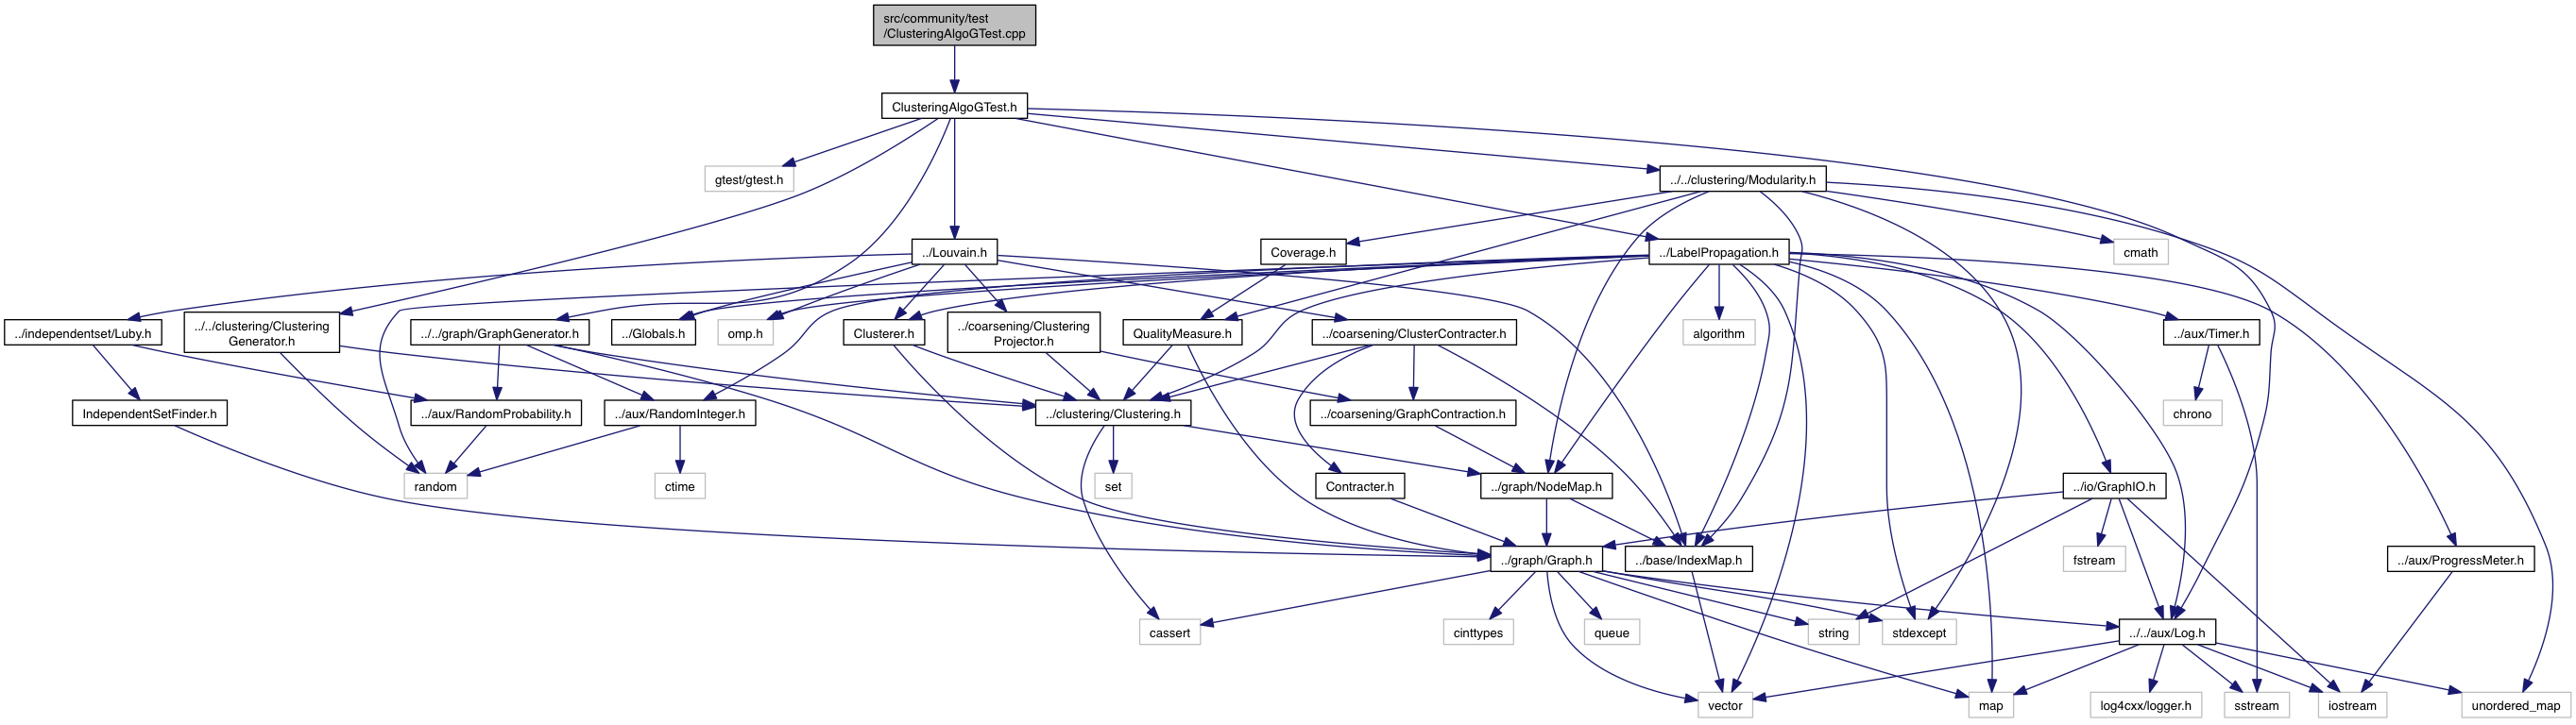 src/community/test
/ClusteringAlgoGTest.cpp
ClusteringAlgoGTest.h
gtest/gtest.h
../../clustering/Modularity.h
../Louvain.h
Coverage.h
../LabelPropagation.h
cmath
../independentset/Luby.h
../../clustering/Clustering
Generator.h
../../graph/GraphGenerator.h
../Globals.h
omp.h
Clusterer.h
../coarsening/Clustering
Projector.h
QualityMeasure.h
../coarsening/ClusterContracter.h
algorithm
../aux/Timer.h
IndependentSetFinder.h
../aux/RandomProbability.h
../aux/RandomInteger.h
../clustering/Clustering.h
../coarsening/GraphContraction.h
chrono
random
ctime
set
Contracter.h
../graph/NodeMap.h
../io/GraphIO.h
../graph/Graph.h
../base/IndexMap.h
fstream
../aux/ProgressMeter.h
cassert
cinttypes
queue
string
stdexcept
../../aux/Log.h
vector
map
log4cxx/logger.h
sstream
iostream
unordered_map